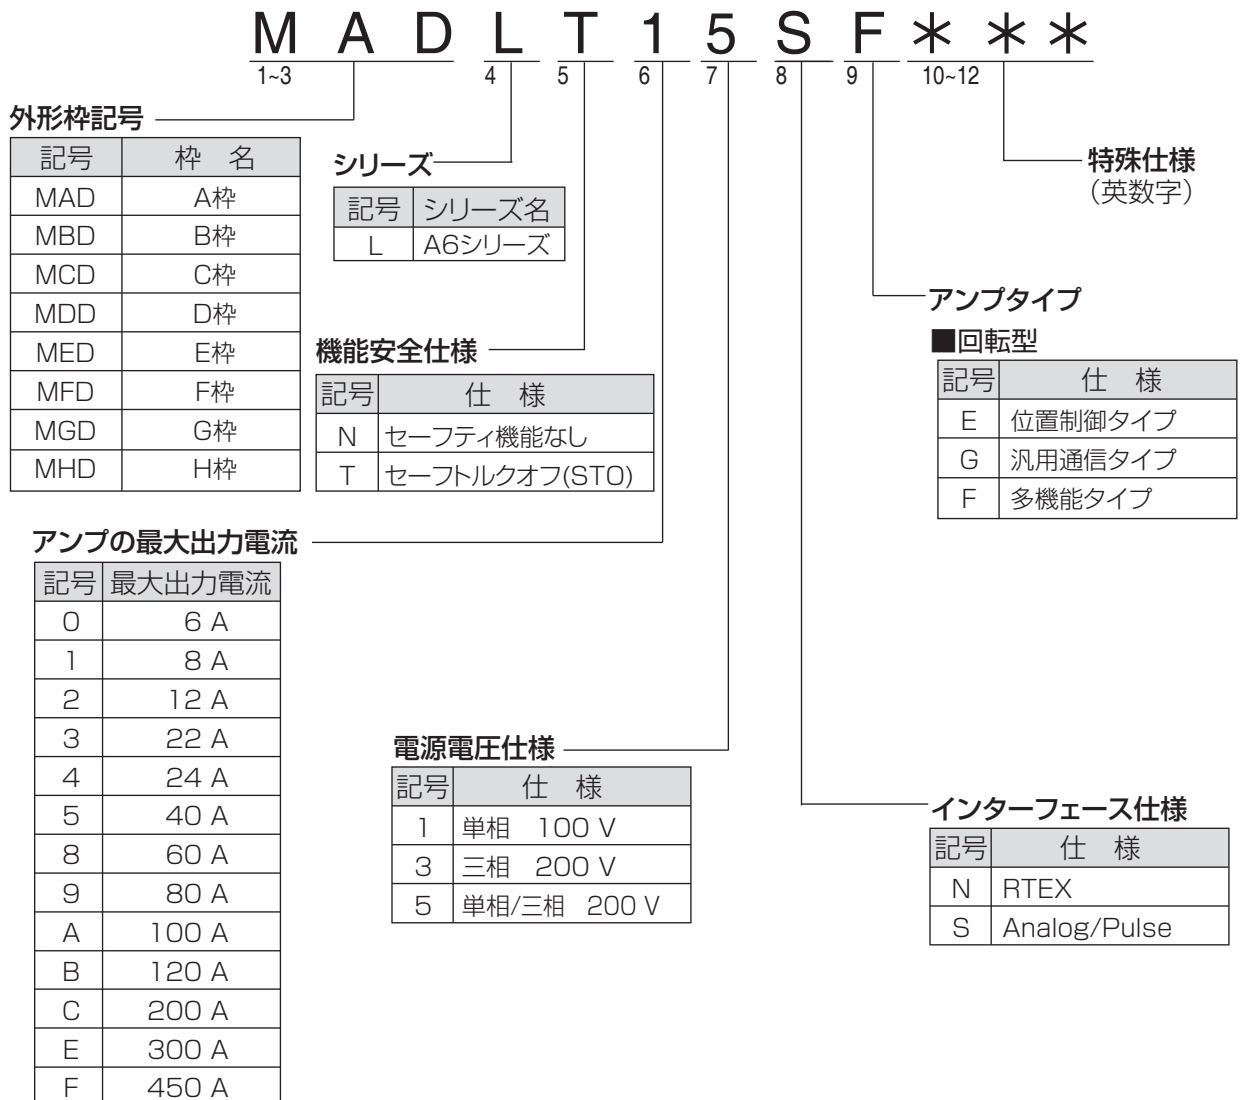 M A D L T 1 5 S F ＊ ＊ ＊
1~3 4 5 6 7 8 9 10~12
外形枠記号
記号 枠 名
MAD A枠
MBD B枠
MCD C枠
MDD D枠
MED E枠
MFD F枠
MGD G枠
MHD H枠
シリーズ
記号 シリーズ名
L A6シリーズ
特殊仕様
（英数字）
機能安全仕様
記号 仕 様
N セーフティ機能なし
T セーフトルクオフ(STO)
アンプタイプ
■回転型
記号 仕 様
E 位置制御タイプ
G 汎用通信タイプ
F 多機能タイプ
アンプの最大出力電流
記号 最大出力電流
0 6 A
1 8 A
2 12 A
3 22 A
4 24 A
5 40 A
8 60 A
9 80 A
A 100 A
B 120 A
C 200 A
E 300 A
F 450 A
電源電圧仕様
記号 仕 様
1 単相 100 V
3 三相 200 V
5 単相/三相 200 V
インターフェース仕様
記号 仕 様
N RTEX
S Analog/Pulse